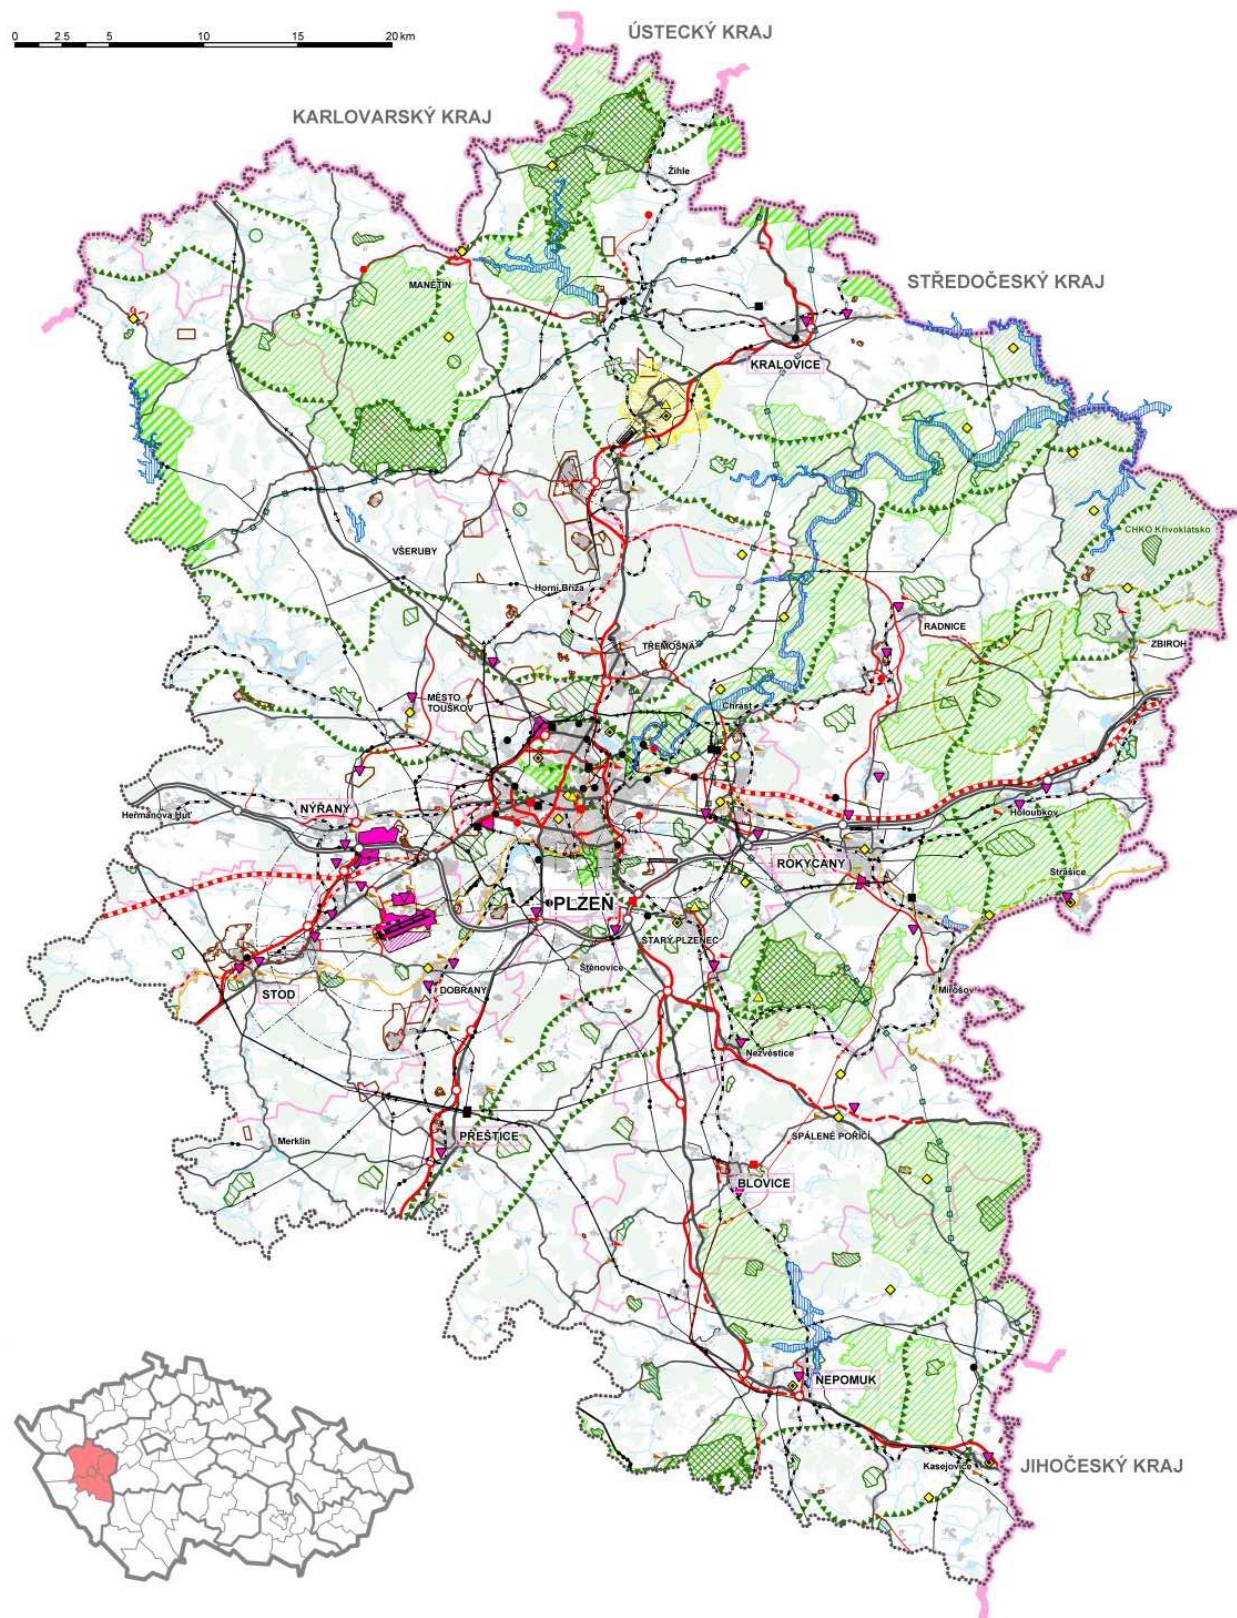 ÚSTECKÝ KRAJ
0 2.5 5 10 15 20 km
KARLOVARSKÝ KRAJ
Žihle
STŘEDOČESKÝ KRAJ
MANĚTÍN
KRALOVICE
CHKO Křivoklátsko
VŠERUBY
Horní Bříza
RADNICE
TŘEMOŠNÁ
ZBIROH
MĚSTO
TOUŠKOV
Chrást
NÝŘANY
Heřmanova Huť
Holoubkov
ROKYCANY
Strašice
PLZEŇ
STARÝ PLZENEC
Štěnovice
DOBŘANY
STOD
Mirošov
Nezvěstice
SPÁLENÉ POŘÍČÍ
PŘEŠTICE
Merklín
BLOVICE
NEPOMUK
Kasejovice
JIHOČESKÝ KRAJ